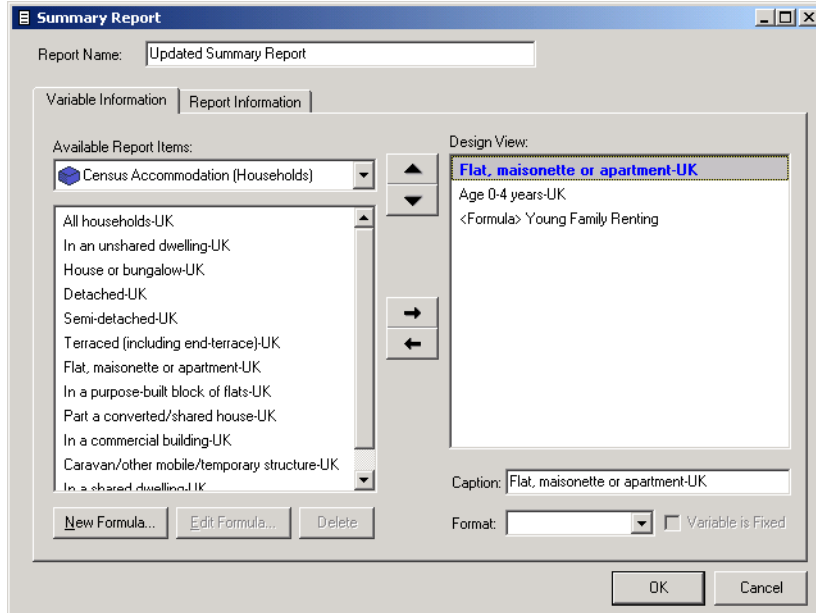 Summary Report
Report Name: Updated Summary Report
Variable Information Report Information
Available Report Items:
Census Accommodation (Households)
All households-UK
In an unshared dwelling-UK
House or bungalow-UK
Detached-UK
Semi-detached-UK
Terraced (including end-terrace)-UK
Flat, maisonette or apartment-UK
In a purpose-built block of flats-UK
Part a converted/shared house-UK
In a commercial building-UK
Caravan/other mobile/temporary structure-UK
In a shared dwelling-UK
New Formula... Edit Formula... Delete
Design View:
Flat, maisonette or apartment-UK
Age 0-4 years-UK
<Formula> Young Family Renting
Caption: Flat, maisonette or apartment-UK
Format: Variable is Fixed
OK Cancel